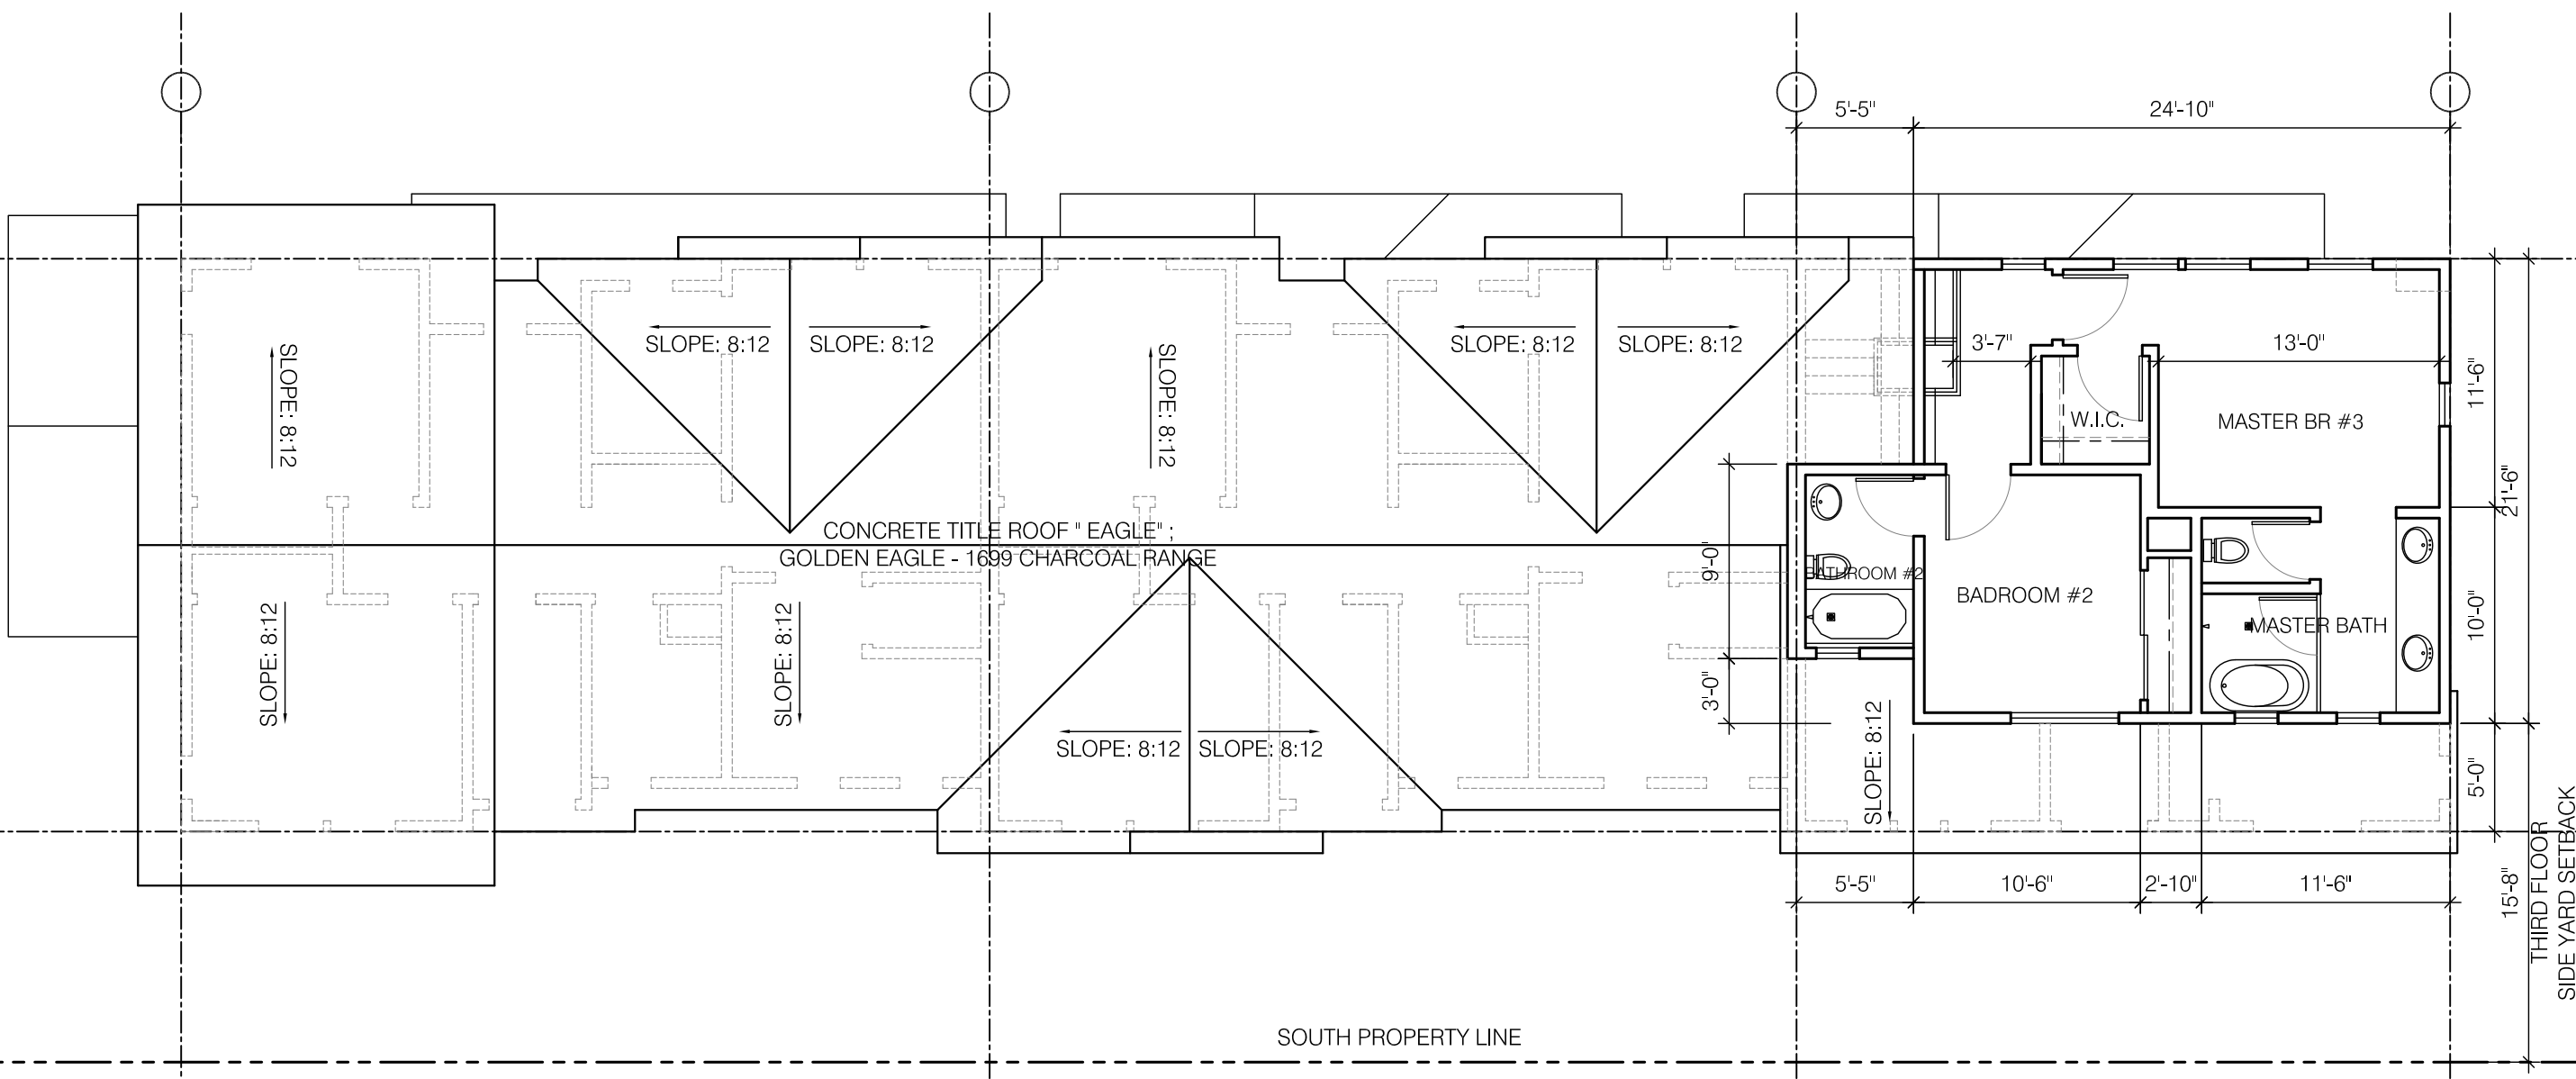 5'-5"
24'-10"
SLOPE: 8:12
SLOPE: 8:12
SLOPE: 8:12
SLOPE: 8:12
SLOPE: 8:12
SLOPE: 8:12
3'-7"
13'-0"
11'-6"
W.I.C.
MASTER BR #3
21'-6"
CONCRETE TITLE ROOF " EAGLE" ;
GOLDEN EAGLE - 1699 CHARCOAL RANGE
9'-0"
BATHROOM #2
BADROOM #2
MASTER BATH
10'-0"
SLOPE: 8:12
SLOPE: 8:12
3'-0"
SLOPE: 8:12
SLOPE: 8:12
SLOPE: 8:12
5'-0"
5'-5"
10'-6"
2'-10"
11'-6"
15'-8"
THIRD FLOOR
SIDE YARD SETBACK
SOUTH PROPERTY LINE